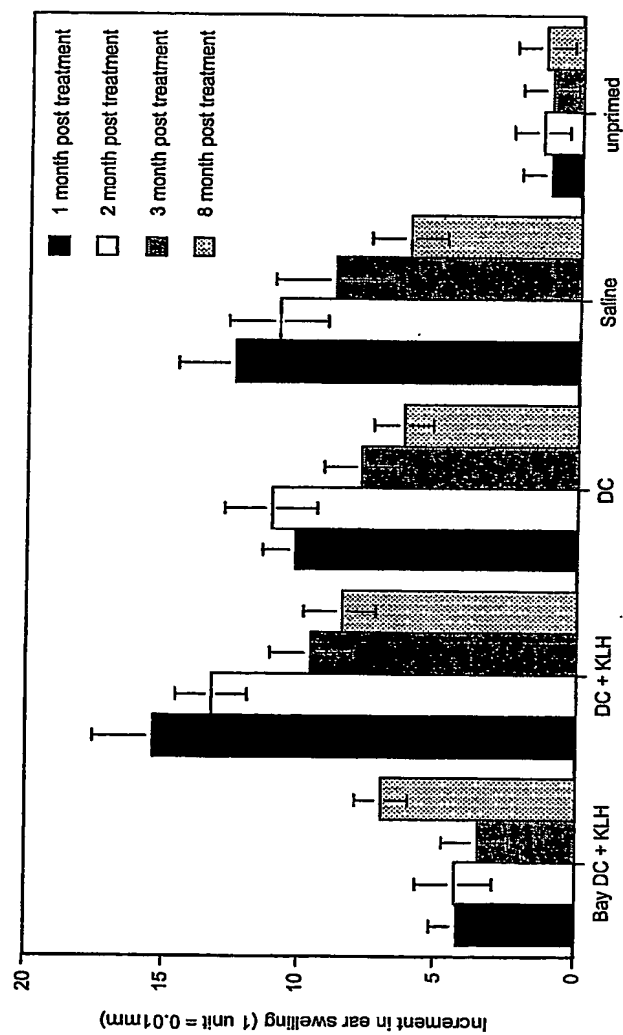 1 month post treatment
2 month post treatment
3 month post treatment
8 month post treatment
Increment in ear swelling (1 unit = 0.01mm)
20
15
10
5
0
Bay DC + KLH
DC + KLH
DC
Saline
unprimed